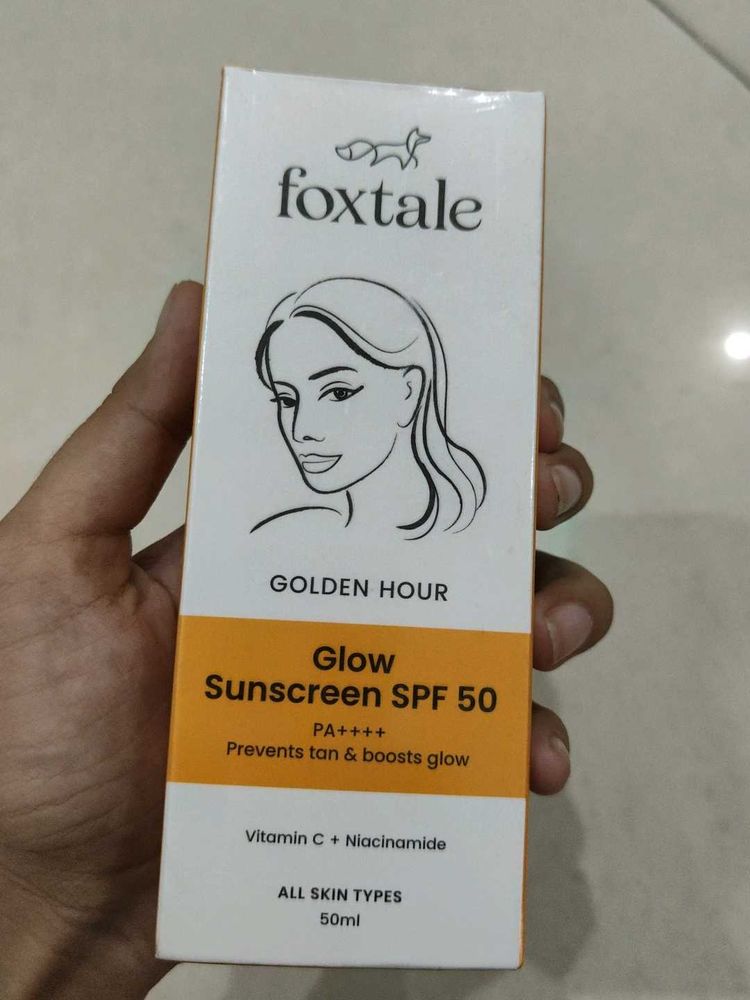 foxtale
GOLDEN HOUR
Glow
Sunscreen SPF 50
PA++++
Prevents tan & boosts glow
Vitamin C + Niacinamide
ALL SKIN TYPES
50ml